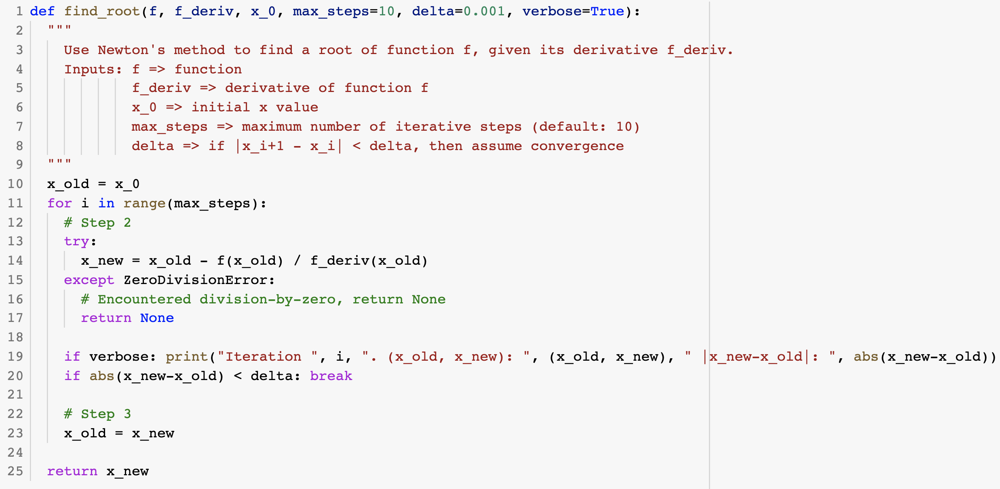 1 def find_root(f, f_deriv, x_0, max_steps=10, delta=0.001, verbose=True):
2   """
3     Use Newton's method to find a root of function f, given its derivative f_deriv.
4     Inputs: f => function
5             f_deriv => derivative of function f
6             x_0 => initial x value
7             max_steps => maximum number of iterative steps (default: 10)
8             delta => if |x_i+1 - x_i| < delta, then assume convergence
9   """
10   x_old = x_0
11   for i in range(max_steps):
12     # Step 2
13     try:
14       x_new = x_old - f(x_old) / f_deriv(x_old)
15     except ZeroDivisionError:
16       # Encountered division-by-zero, return None
17       return None
18
19     if verbose: print("Iteration ", i, ". (x_old, x_new): ", (x_old, x_new), " |x_new-x_old|: ", abs(x_new-x_old))
20     if abs(x_new-x_old) < delta: break
21
22     # Step 3
23     x_old = x_new
24
25   return x_new